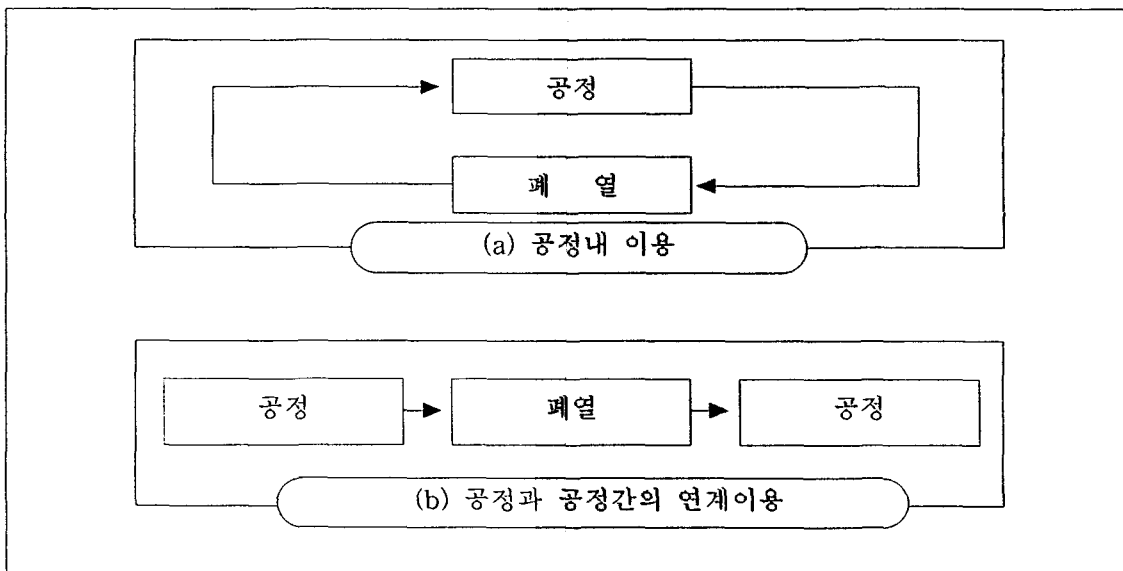 공정
폐 열
(a) 공정내 이용
공정 폐열 공정
(b) 공정과 공정간의 연계이용